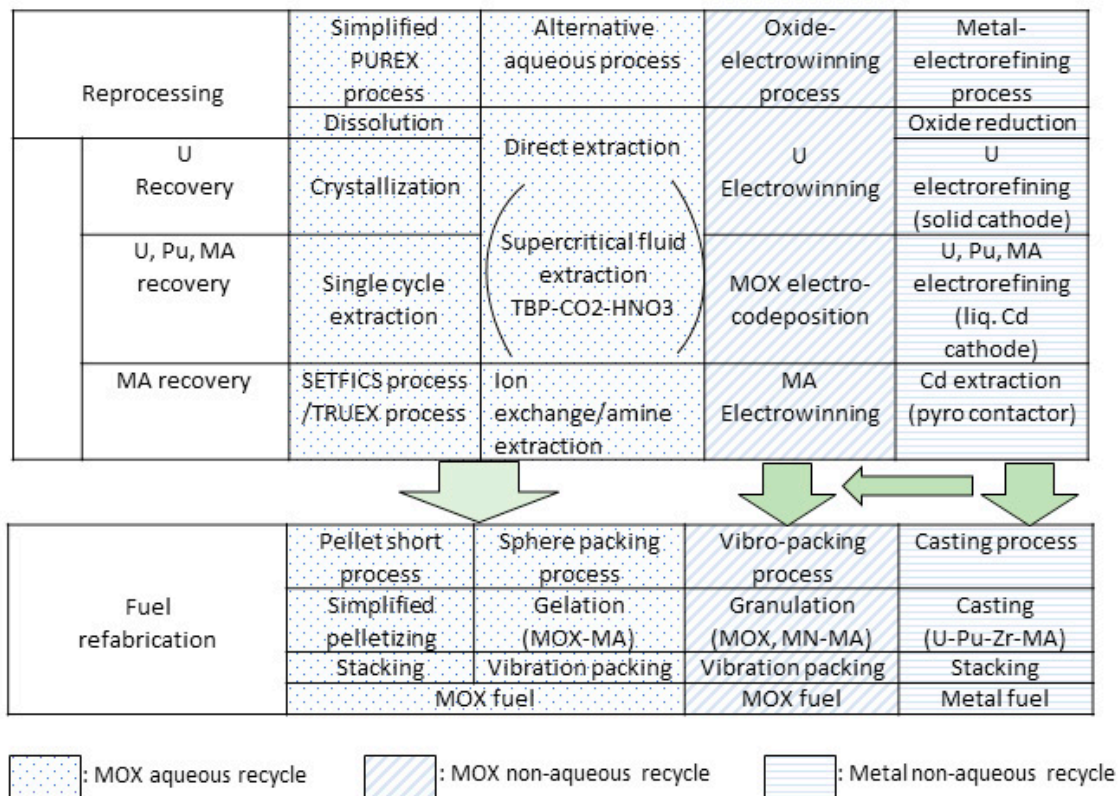 Reprocessing
Simplified
PUREX
process
Alternative
aqueous process
Oxide-
electrowinning
process
Metal-
electrorefining
process
Dissolution
Oxide reduction
U
Recovery
Crystallization
Direct extraction
U
Electrowinning
U
electrorefining
(solid cathode)
U, Pu, MA
recovery
Single cycle
extraction
Supercritical fluid
extraction
TBP-CO2-HNO3
MOX electro-
codeposition
U, Pu, MA
electrorefining
(liq. Cd
cathode)
MA recovery
SETFICS process
/TRUEX process
Ion
exchange/amine
extraction
MA
Electrowinning
Cd extraction
(pyro contactor)
Fuel
refabrication
Pellet short
process
Sphere packing
process
Vibro-packing
process
Casting process
Simplified
pelletizing
Gelation
(MOX-MA)
Granulation
(MOX, MN-MA)
Casting
(U-Pu-Zr-MA)
Stacking
Vibration packing
Vibration packing
Stacking
MOX fuel
MOX fuel
Metal fuel
: MOX aqueous recycle
: MOX non-aqueous recycle
: Metal non-aqueous recycle